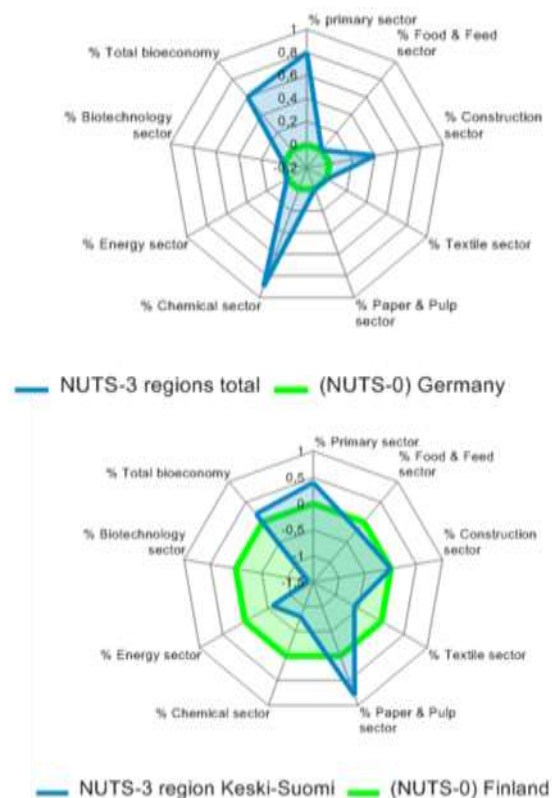 1
% primary sector
% Food & Feed
sector
% Total bioeconomy
0,8
0,6
0,4
% Biotechnology
sector
% Construction
sector
0,2
0
-0,2
% Energy sector
% Textile sector
% Chemical sector
% Paper & Pulp
sector
NUTS-3 regions total
(NUTS-0) Germany
1
% Primary sector
% Food & Feed
sector
% Total bioeconomy
0,5
0
% Biotechnology
sector
% Construction
sector
-0,5
-1
-1,5
% Energy sector
% Textile sector
% Chemical sector
% Paper & Pulp
sector
NUTS-3 region Keski-Suomi
(NUTS-0) Finland